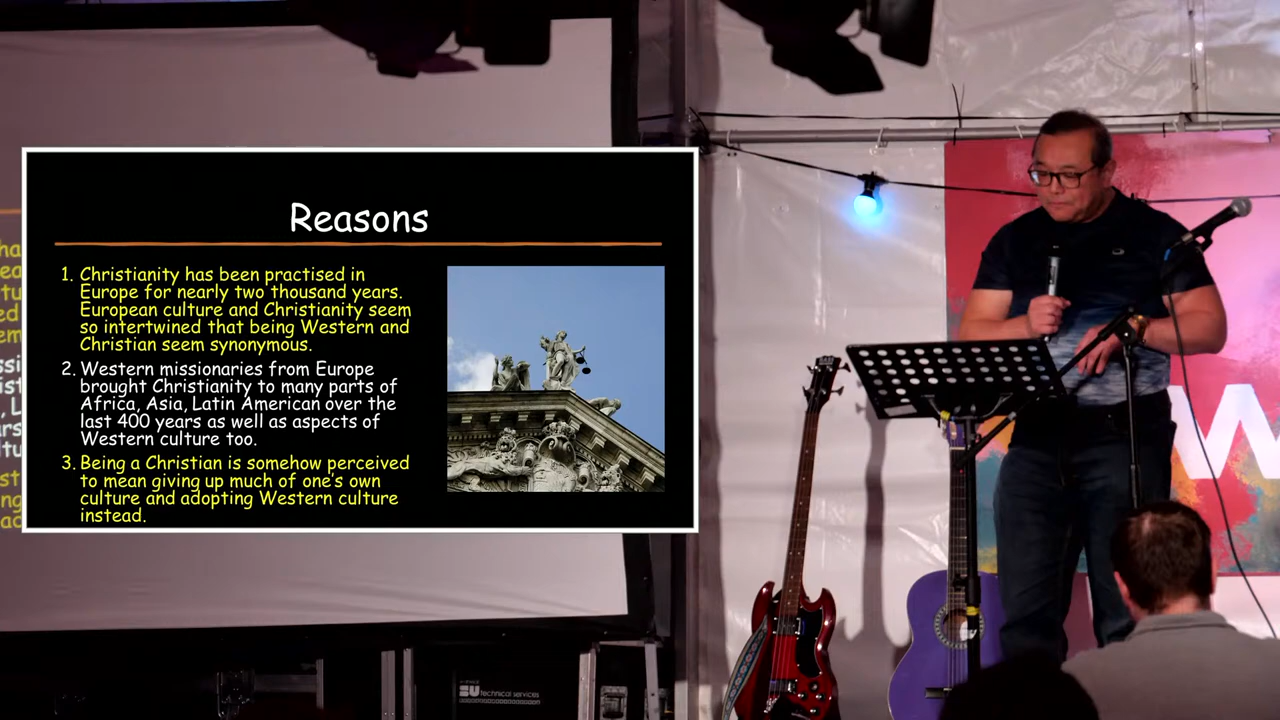 Reasons
1. Christianity has been practised in
Europe for nearly two thousand years.
European culture and Christianity seem
so intertwined that being Western and
Christian seem synonymous.
2. Western missionaries from Europe
brought Christianity to many parts of
Africa, Asia, Latin American over the
last 400 years as well as aspects of
Western culture too.
3. Being a Christian is somehow perceived
to mean giving up much of one's own
culture and adopting Western culture
instead.
W
SU technical services